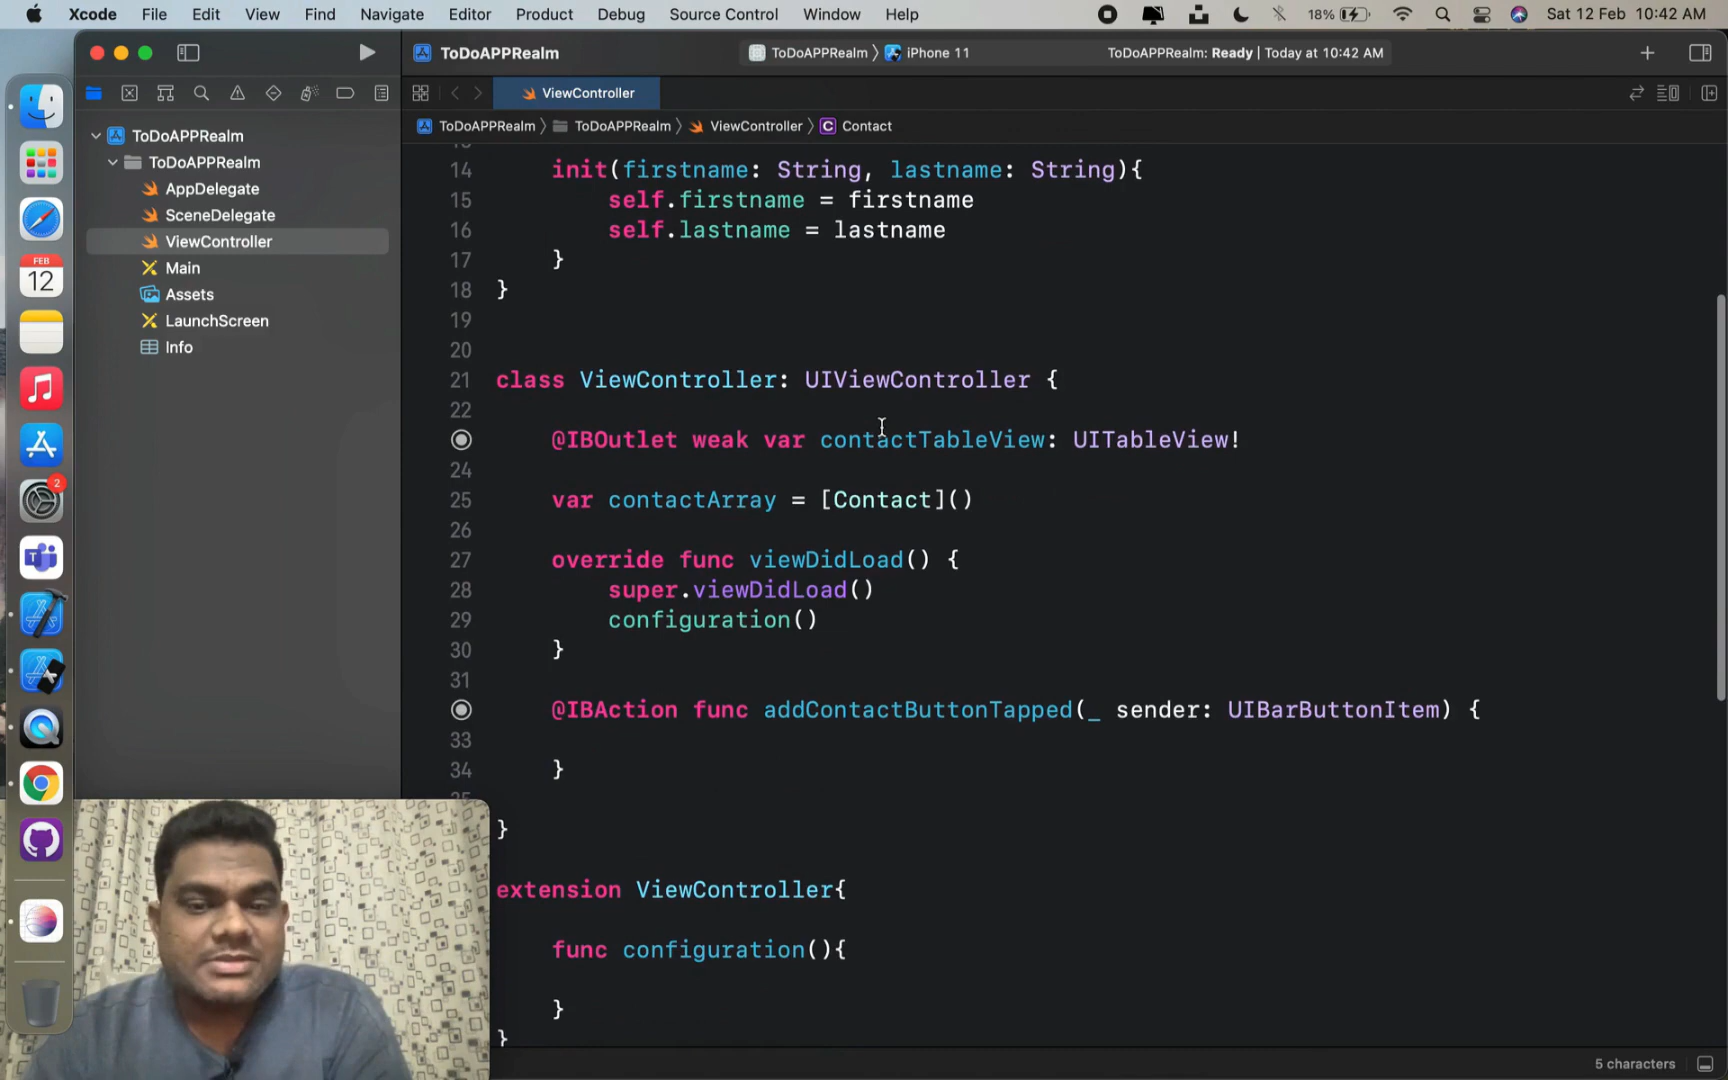 Xcode File Edit View Find Navigate Editor Product Debug Source Control Window Help 18% Sat 12 Feb 10:42 AM
ToDoAPPRealm
ToDoAPPRealm
iPhone 11
ToDoAPPRealm: Ready | Today at 10:42 AM
ViewController
ToDoAPPRealm
ToDoAPPRealm
ViewController
C Contact
ToDoAPPRealm
ToDoAPPRealm
AppDelegate
SceneDelegate
ViewController
Main
Assets
LaunchScreen
Info
FEB
12
2
14 init(firstname: String, lastname: String){
15 self.firstname = firstname
16 self.lastname = lastname
17 }
18 }
19
20
21 class ViewController: UIViewController {
22
@IBOutlet weak var contactTableView: UITableView!
24
25 var contactArray = [Contact]()
26
27 override func viewDidLoad() {
28 super.viewDidLoad()
29 configuration()
30 }
31
@IBAction func addContactButtonTapped(_ sender: UIBarButtonItem) {
33
34 }
}
extension ViewController{
func configuration(){
}
}
5 characters